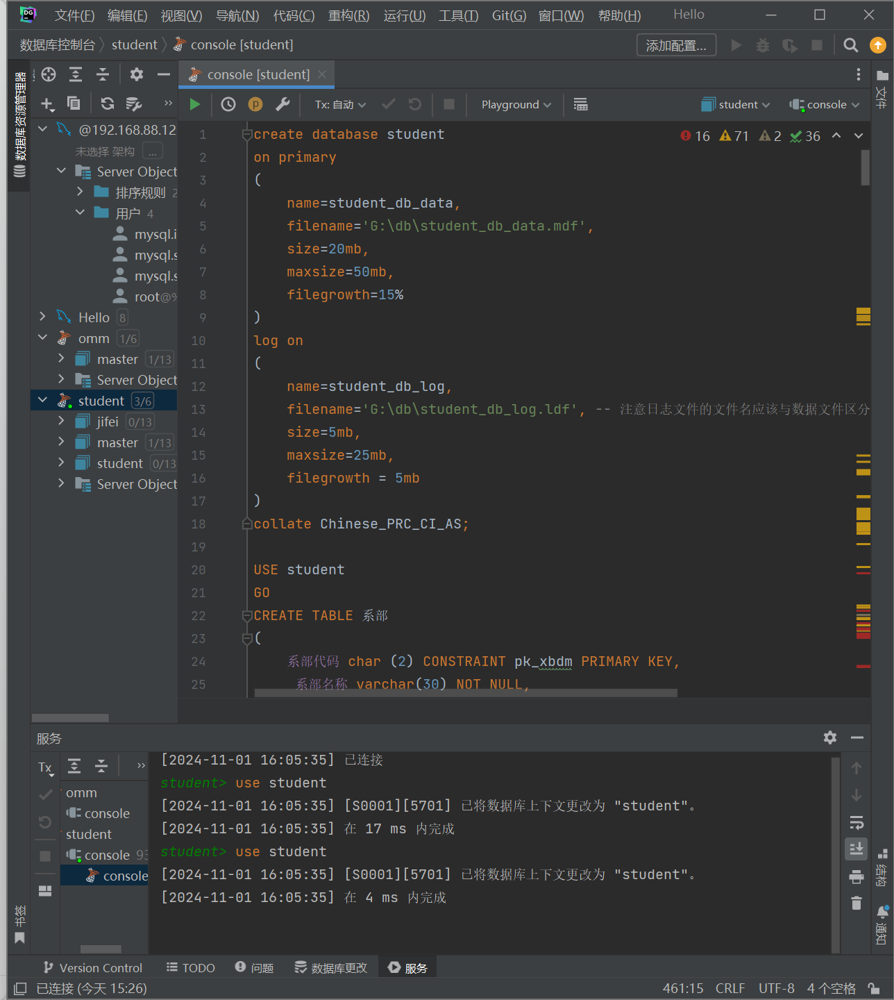 文件(F) 编辑(E) 视图(V) 导航(N) 代码(C) 重构(R) 运行(U) 工具(T) Git(G) 窗口(W) 帮助(H) Hello
数据库控制台 student console [student] 添加配置...
数据库资源管理器
console [student]
文件
Tx: 自动 Playground student console
@192.168.88.12
未选择 架构 ...
Server Object
排序规则 2
用户 4
mysql.i
mysql.s
mysql.s
root@%
Hello 8
omm 1/6
master 1/13
Server Object
student 3/6
jifei 0/13
master 1/13
student 0/13
Server Object
16 71 2 36
1 create database student
2 on primary
3 (
4 name=student_db_data,
5 filename='G:\db\student_db_data.mdf',
6 size=20mb,
7 maxsize=50mb,
8 filegrowth=15%
9 )
10 log on
11 (
12 name=student_db_log,
13 filename='G:\db\student_db_log.ldf', -- 注意日志文件的文件名应该与数据文件区分
14 size=5mb,
15 maxsize=25mb,
16 filegrowth = 5mb
17 )
18 collate Chinese_PRC_CI_AS;
19
20 USE student
21 GO
22 CREATE TABLE 系部
23 (
24 系部代码 char (2) CONSTRAINT pk_xbdm PRIMARY KEY,
25 系部名称 varchar(30) NOT NULL,
服务
Tx
omm
console
student
console 93
console
[2024-11-01 16:05:35] 已连接
student> use student
[2024-11-01 16:05:35] [S0001][5701] 已将数据库上下文更改为 "student"。
[2024-11-01 16:05:35] 在 17 ms 内完成
student> use student
[2024-11-01 16:05:35] [S0001][5701] 已将数据库上下文更改为 "student"。
[2024-11-01 16:05:35] 在 4 ms 内完成
结构
通知
书签
Version Control TODO 问题 数据库更改 服务
已连接 (今天 15:26) 461:15 CRLF UTF-8 4 个空格